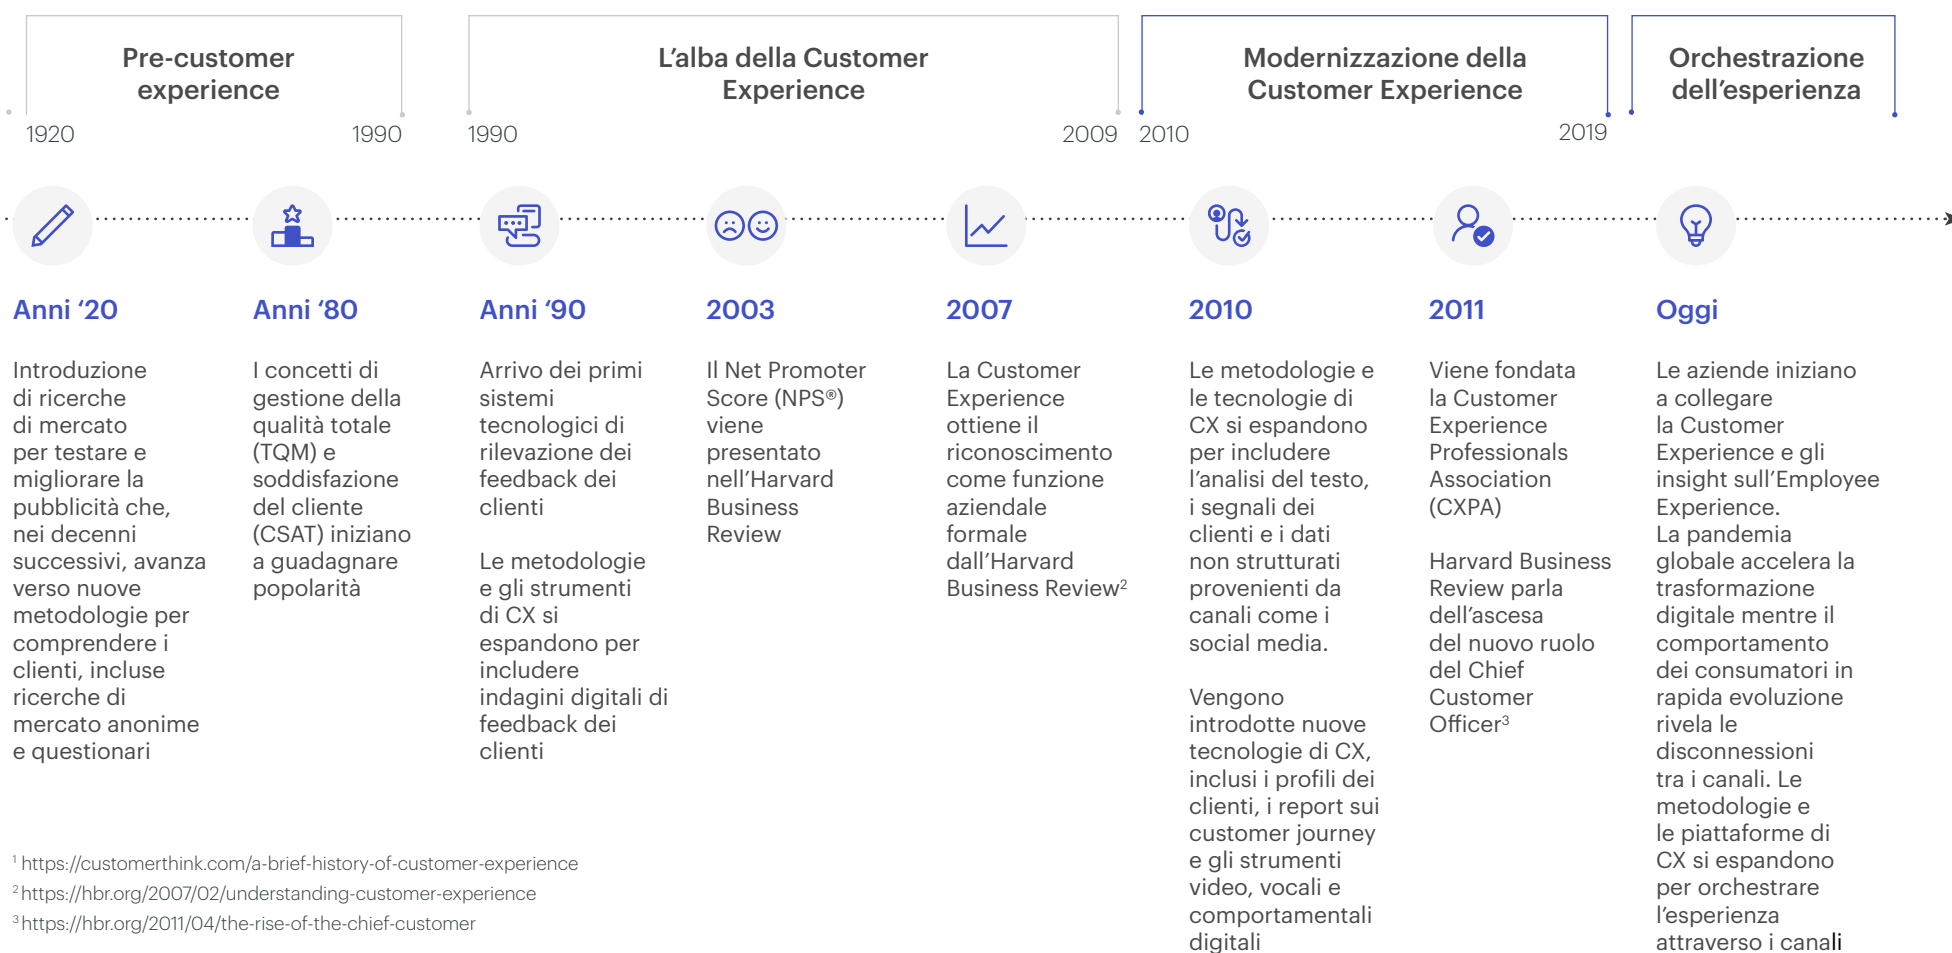 Pre-customer
experience
1920
1990
L'alba della Customer
Experience
1990
2009
Modernizzazione della
Customer Experience
2010
2019
Orchestrazione
dell'esperienza
Anni ‘20
Introduzione
di ricerche
di mercato
per testare e
migliorare la
pubblicità che,
nei decenni
successivi, avanza
verso nuove
metodologie per
comprendere i
clienti, incluse
ricerche di
mercato anonime
e questionari
Anni ‘80
I concetti di
gestione della
qualità totale
(TQM) e
soddisfazione
del cliente
(CSAT) iniziano
a guadagnare
popolarità
Anni ‘90
Arrivo dei primi
sistemi
tecnologici di
rilevazione dei
feedback dei
clienti
Le metodologie
e gli strumenti
di CX si
espandono per
includere
indagini digitali di
feedback dei
clienti
2003
Il Net Promoter
Score (NPS®)
viene
presentato
nell'Harvard
Business
Review
2007
La Customer
Experience
ottiene il
riconoscimento
come funzione
aziendale
formale
dall'Harvard
Business Review²
2010
Le metodologie e
le tecnologie di
CX si espandono
per includere
l'analisi del testo,
i segnali dei
clienti e i dati
non strutturati
provenienti da
canali come i
social media.
Vengono
introdotte nuove
tecnologie di CX,
inclusi i profili dei
clienti, i report sui
customer journey
e gli strumenti
video, vocali e
comportamentali
digitali
2011
Viene fondata
la Customer
Experience
Professionals
Association
(CXPA)
Harvard Business
Review parla
dell'ascesa
del nuovo ruolo
del Chief
Customer
Officer³
Oggi
Le aziende iniziano
a collegare
la Customer
Experience e gli
insight sull'Employee
Experience.
La pandemia
globale accelera la
trasformazione
digitale mentre il
comportamento
dei consumatori in
rapida evoluzione
rivela le
disconnessioni
tra i canali. Le
metodologie e
le piattaforme di
CX si espandono
per orchestrare
l'esperienza
attraverso i canali
¹ https://customerthink.com/a-brief-history-of-customer-experience
² https://hbr.org/2007/02/understanding-customer-experience
³ https://hbr.org/2011/04/the-rise-of-the-chief-customer